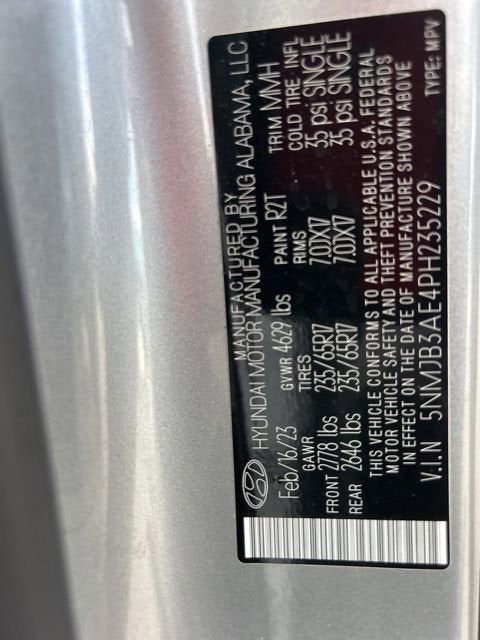 MANUFACTURED BY
HYUNDAI MOTOR MANUFACTURING ALABAMA, LLC
Feb/16/23 GVWR 4629 lbs PAINT R2T TRIM MMH
GAWR TIRES RIMS COLD TIRE INFL
FRONT 2778 lbs 235/65R17 7.0JX17 35 psi SINGLE
REAR 2646 lbs 235/65R17 7.0JX17 35 psi SINGLE
THIS VEHICLE CONFORMS TO ALL APPLICABLE U.S.A. FEDERAL
MOTOR VEHICLE SAFETY AND THEFT PREVENTION STANDARDS
IN EFFECT ON THE DATE OF MANUFACTURE SHOWN ABOVE
V.I.N 5NMJB3AE4PH235229 TYPE: MPV